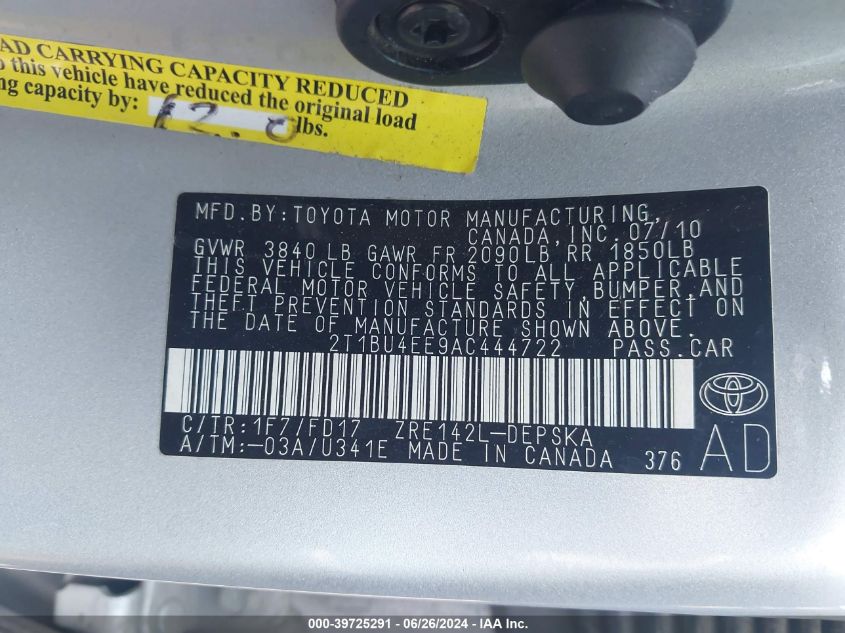 AD CARRYING CAPACITY REDUCED
o this vehicle have reduced the original load
ng capacity by: 12.0 lbs.
MFD.BY:TOYOTA MOTOR MANUFACTURING,
CANADA,INC. 07/10
GVWR 3840 LB GAWR FR 2090LB RR 1850LB
THIS VEHICLE CONFORMS TO ALL APPLICABLE
FEDERAL MOTOR VEHICLE SAFETY,BUMPER,AND
THEFT PREVENTION STANDARDS IN EFFECT ON
THE DATE OF MANUFACTURE SHOWN ABOVE.
2T1BU4EE9AC444722 PASS.CAR
C/TR:1F7/FD17 ZRE142L-DEPSKA
A/TM:-03A/U341E MADE IN CANADA 376 AD
000-39725291 - 06/26/2024 - IAA Inc.